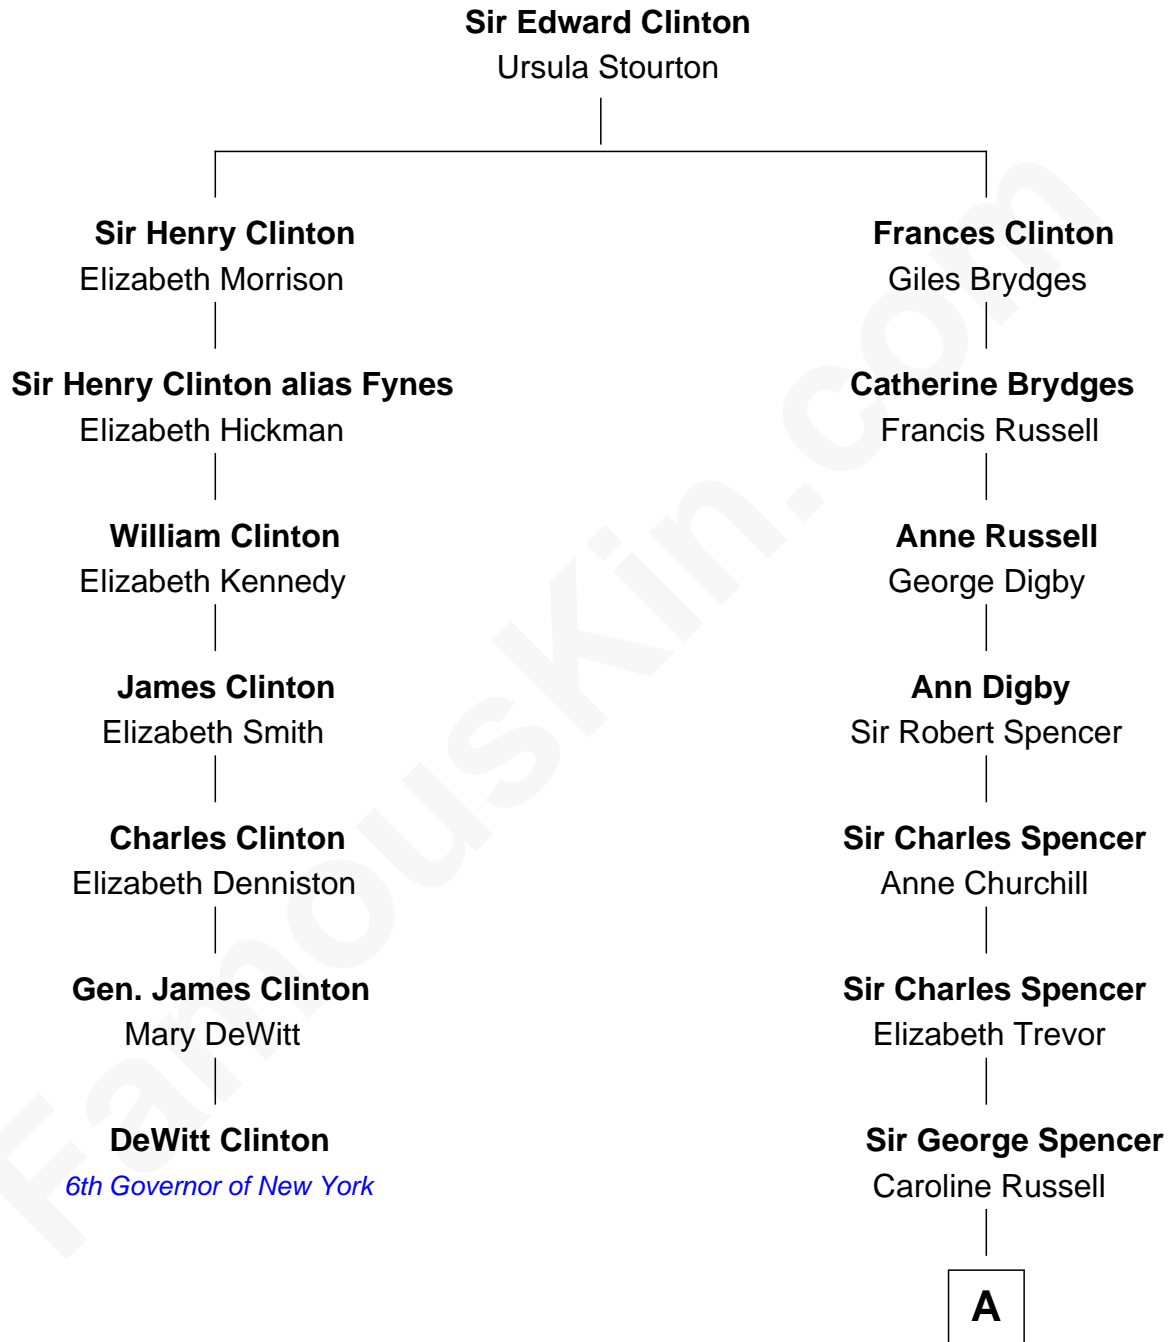 Sir Edward Clinton
Ursula Stourton
Sir Henry Clinton
Elizabeth Morrison
Sir Henry Clinton alias Fynes
Elizabeth Hickman
William Clinton
Elizabeth Kennedy
James Clinton
Elizabeth Smith
Charles Clinton
Elizabeth Denniston
Gen. James Clinton
Mary DeWitt
DeWitt Clinton
6th Governor of New York
Frances Clinton
Giles Brydges
Catherine Brydges
Francis Russell
Anne Russell
George Digby
Ann Digby
Sir Robert Spencer
Sir Charles Spencer
Anne Churchill
Sir Charles Spencer
Elizabeth Trevor
Sir George Spencer
Caroline Russell
A
FamousKin.com